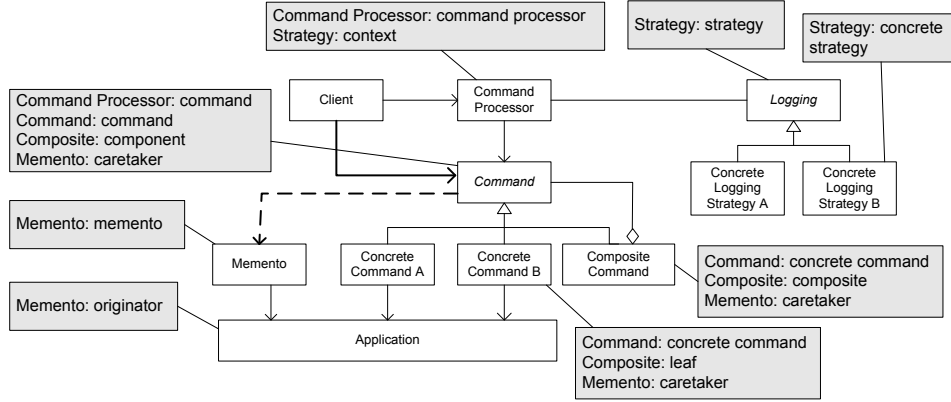 Command Processor: command processor
Strategy: context
Strategy: strategy
Strategy: concrete
strategy
Client
Command
Processor
Logging
Command Processor: command
Command: command
Composite: component
Memento: caretaker
Command
Concrete
Logging
Strategy A
Concrete
Logging
Strategy B
Memento: memento
Memento
Concrete
Command A
Concrete
Command B
Composite
Command
Command: concrete command
Composite: composite
Memento: caretaker
Memento: originator
Application
Command: concrete command
Composite: leaf
Memento: caretaker